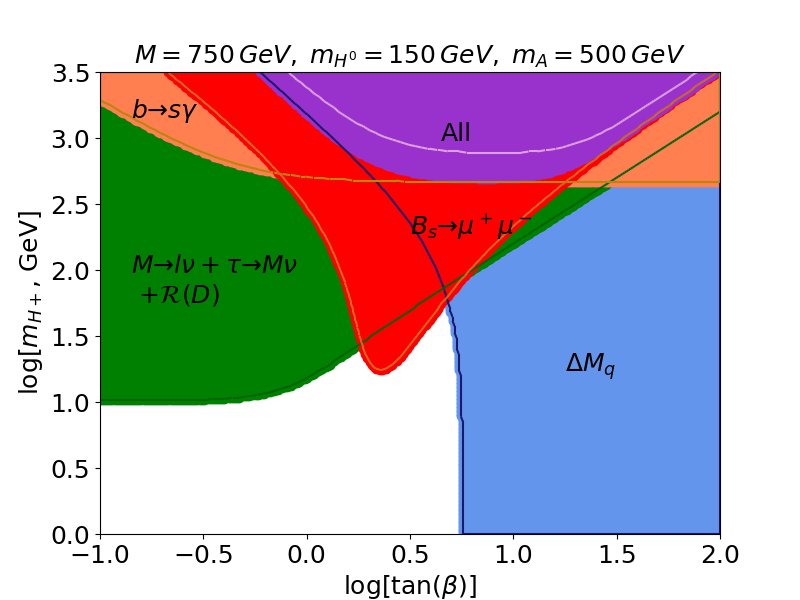 M = 750 GeV, m_{H^0} = 150 GeV, m_A = 500 GeV
3.5
3.0
2.5
2.0
1.5
1.0
0.5
0.0
log[m_{H+}, GeV]
b→sγ
All
B_s→μ^+μ^−
M→lν + τ→Mν
+ℛ(D)
ΔM_q
−1.0 −0.5 0.0 0.5 1.0 1.5 2.0
log[tan(β)]